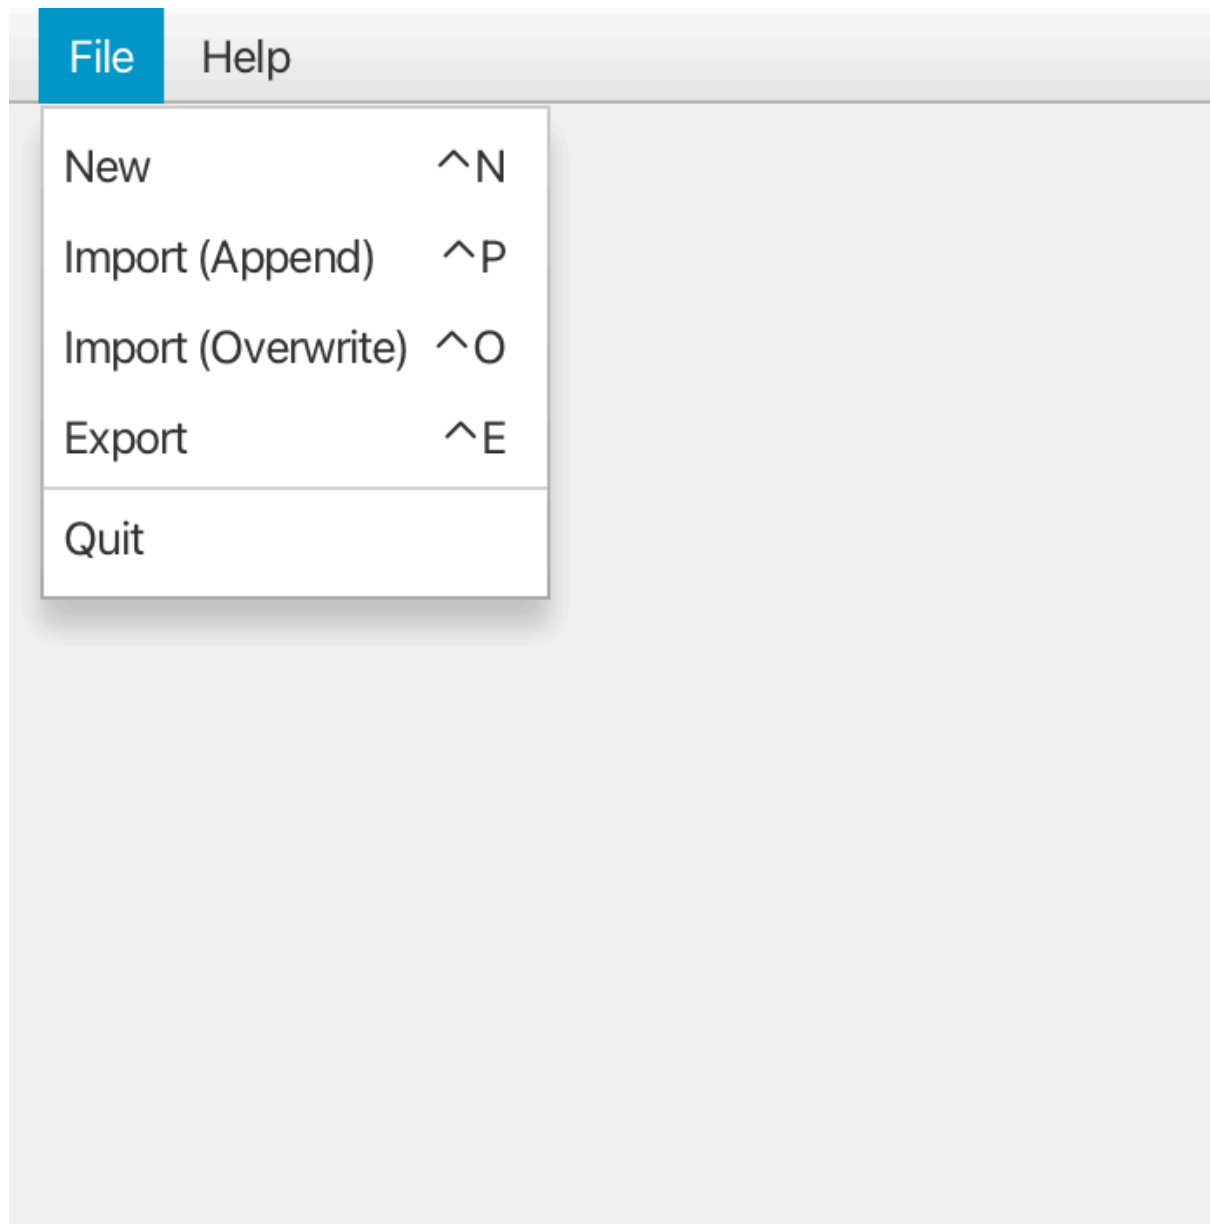 File Help
New ^N
Import (Append) ^P
Import (Overwrite) ^O
Export ^E
Quit